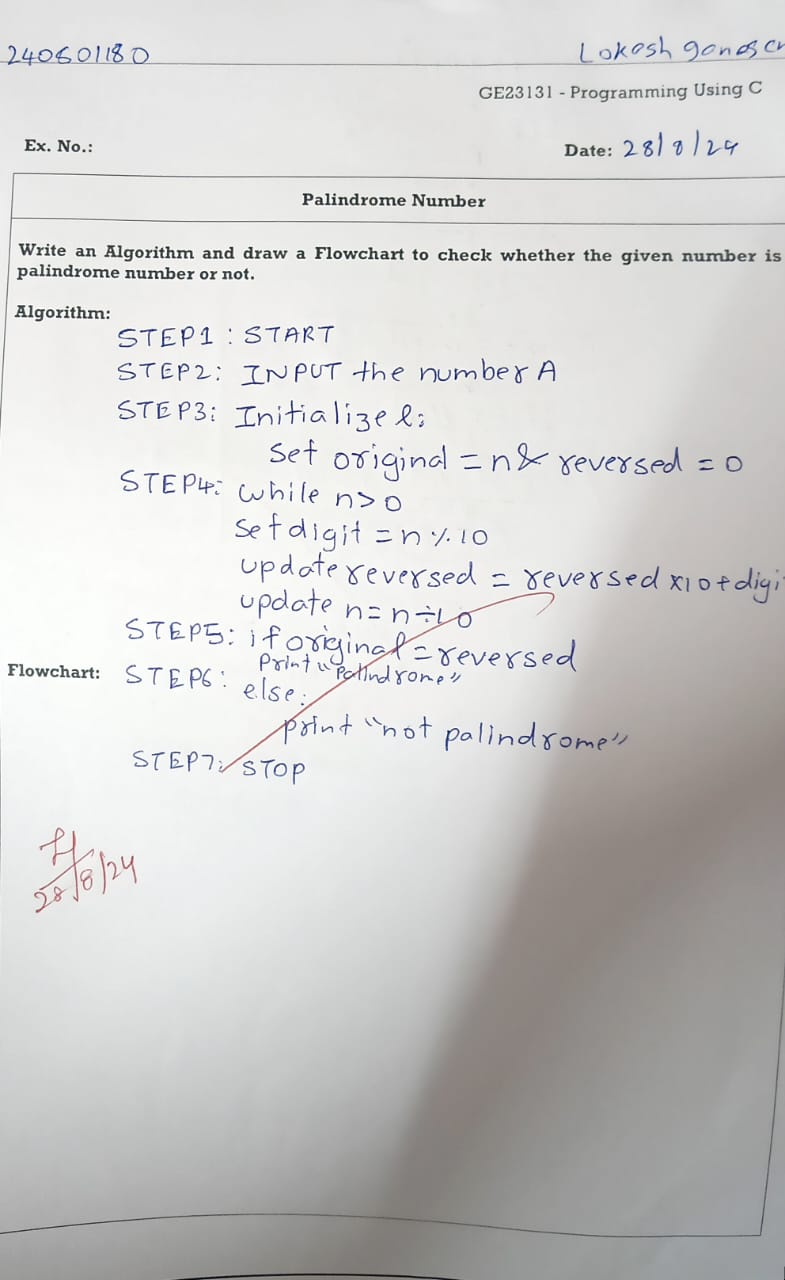 240601180
Lokesh
GE23131 - Programming Using C
Ex. No.:
Date: 28/8/24
Palindrome Number
Write an Algorithm and draw a Flowchart to check whether the given number is
palindrome number or not.
Algorithm:
STEP1 : START
STEP2: INPUT the number A
STEP3: Initialize
Set original = n & reversed = 0
STEP4: while n>0
Set digit = n % 10
update reversed = reversed x10+digi
update n= n÷10
STEP5: if original = reversed
Print "Palindrome"
Flowchart: STEP6: else:
print "not palindrome"
STEP7: STOP
28/8/24